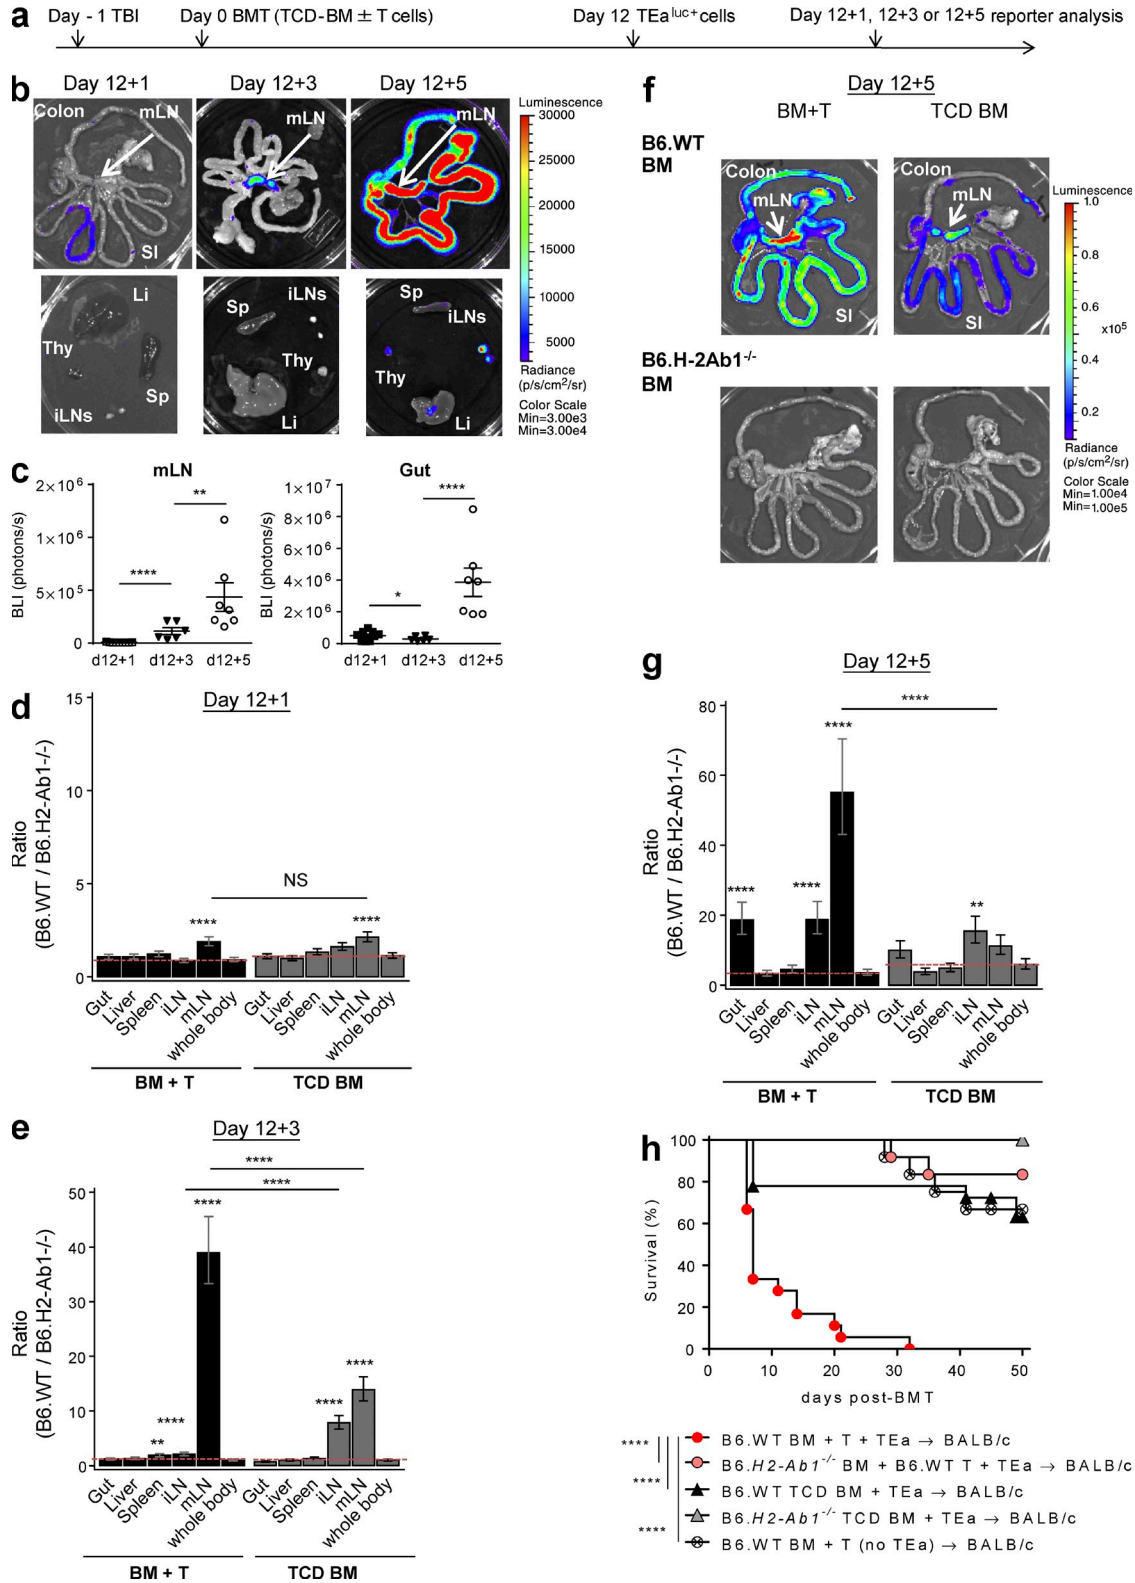 a
Day - 1 TBI
Day 0 BMT (TCD-BM ± T cells)
Day 12 TEa luc+ cells
Day 12+1, 12+3 or 12+5
reporter analysis
b
Day 12+1
Day 12+3
Day 12+5
Colon
mLN
SI
mLN
mLN
Li
Thy
Sp
iLNs
Sp
iLNs
Thy
Li
Sp
iLNs
Thy
Li
Luminescence
30000
25000
20000
15000
10000
5000
Radiance
(p/s/cm2/sr)
Color Scale
Min=3.00e3
Min=3.00e4
c
mLN
BLI (photons/s)
2×10^6
1×10^6
5×10^5
0
****
**
d12+1
d12+3
d12+5
Gut
BLI (photons/s)
1×10^7
8×10^6
6×10^6
4×10^6
2×10^6
0
*
****
d12+1
d12+3
d12+5
d
Day 12+1
Ratio
(B6.WT / B6.H2-Ab1-/-)
15
10
5
0
NS
****
****
Gut
Liver
Spleen
iLN
mLN
whole body
Gut
Liver
Spleen
iLN
mLN
whole body
BM + T
TCD BM
e
Day 12+3
Ratio
(B6.WT / B6.H2-Ab1-/-)
50
40
30
20
10
0
****
****
****
**
****
****
****
Gut
Liver
Spleen
iLN
mLN
whole body
Gut
Liver
Spleen
iLN
mLN
whole body
BM + T
TCD BM
f
Day 12+5
BM+T
TCD BM
B6.WT
BM
Colon
mLN
SI
Colon
mLN
SI
B6.H-2Ab1-/-
BM
Luminescence
1.0
0.8
0.6
x10^5
0.4
0.2
Radiance
(p/s/cm2/sr)
Color Scale
Min=1.00e4
Min=1.00e5
g
Day 12+5
Ratio
(B6.WT / B6.H2-Ab1-/-)
80
60
40
20
0
****
****
****
****
**
Gut
Liver
Spleen
iLN
mLN
whole body
Gut
Liver
Spleen
iLN
mLN
whole body
BM + T
TCD BM
h
Survival (%)
100
80
60
40
20
0
0
10
20
30
40
50
days post-BMT
****
****
****
B6.WT BM + T + TEa → BALB/c
B6.H2-Ab1-/- BM + B6.WT T + TEa → BALB/c
B6.WT TCD BM + TEa → BALB/c
B6.H2-Ab1-/- TCD BM + TEa → BALB/c
B6.WT BM + T (no TEa) → BALB/c